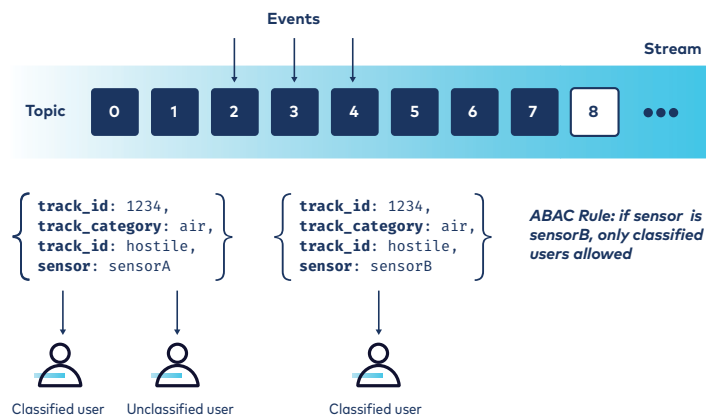 Events
Stream
Topic 0 1 2 3 4 5 6 7 8 •••
{ track_id: 1234,
track_category: air,
track_id: hostile,
sensor: sensorA }
{ track_id: 1234,
track_category: air,
track_id: hostile,
sensor: sensorB }
ABAC Rule: if sensor is
sensorB, only classified
users allowed
Classified user
Unclassified user
Classified user